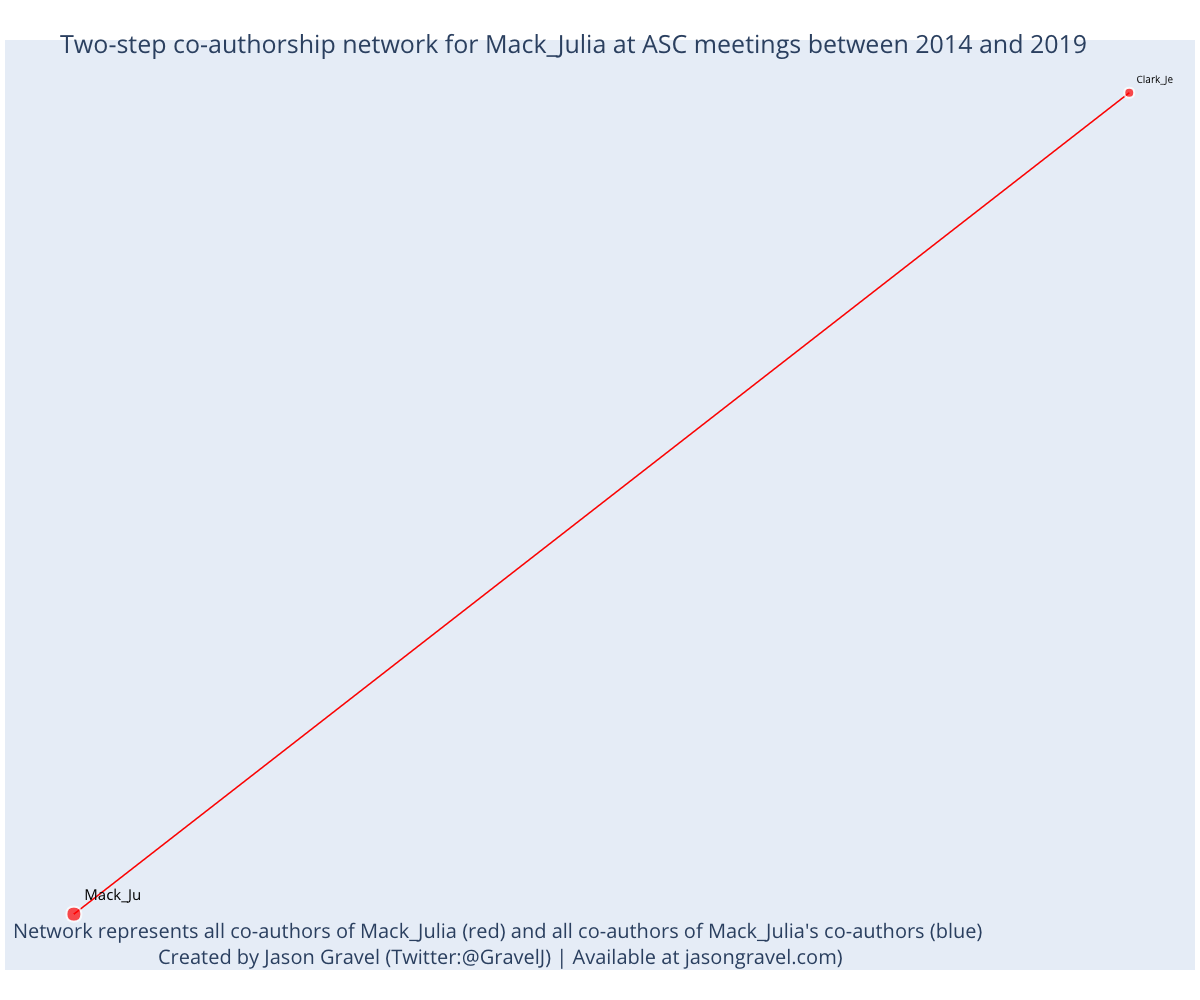 Two-step co-authorship network for Mack_Julia at ASC meetings between 2014 and 2019
Clark_Je
Mack_Ju
Network represents all co-authors of Mack_Julia (red) and all co-authors of Mack_Julia's co-authors (blue)
Created by Jason Gravel (Twitter:@GravelJ) | Available at jasongravel.com)